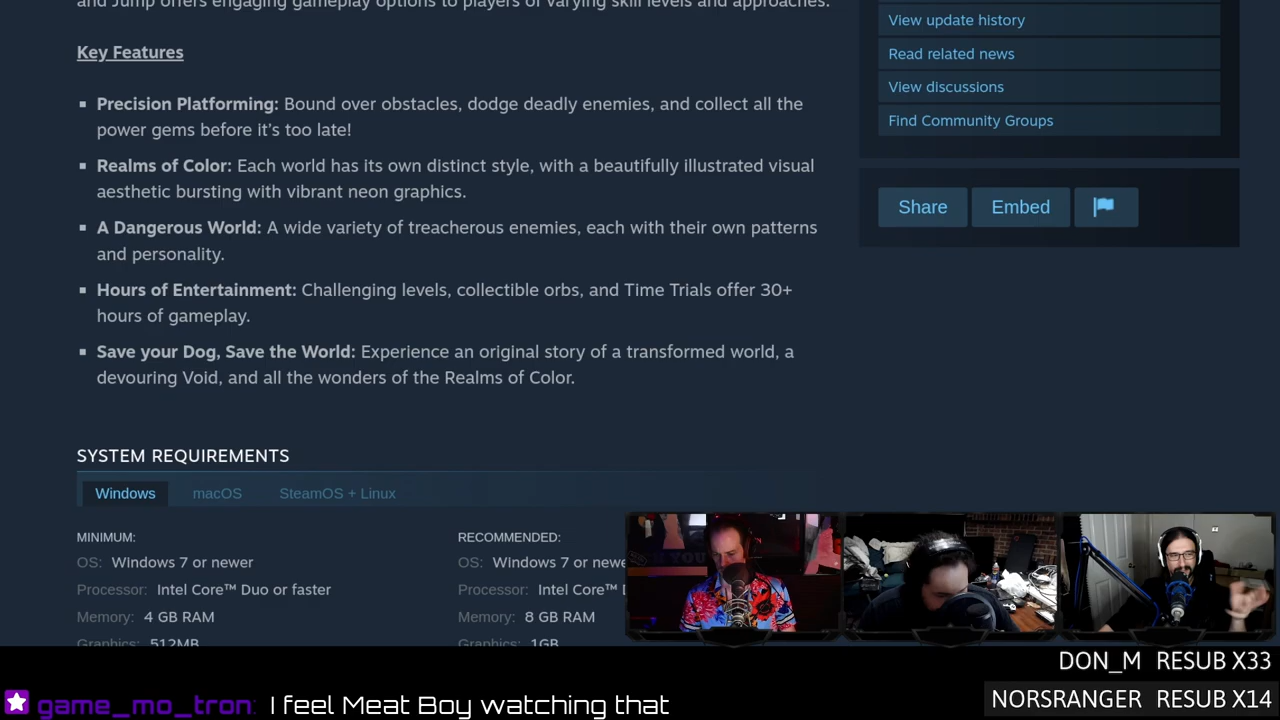 and Jump offers engaging gameplay options to players of varying skill levels and approaches.
Key Features
Precision Platforming: Bound over obstacles, dodge deadly enemies, and collect all the
power gems before it's too late!
Realms of Color: Each world has its own distinct style, with a beautifully illustrated visual
aesthetic bursting with vibrant neon graphics.
A Dangerous World: A wide variety of treacherous enemies, each with their own patterns
and personality.
Hours of Entertainment: Challenging levels, collectible orbs, and Time Trials offer 30+
hours of gameplay.
Save your Dog, Save the World: Experience an original story of a transformed world, a
devouring Void, and all the wonders of the Realms of Color.
View update history
Read related news
View discussions
Find Community Groups
Share Embed
SYSTEM REQUIREMENTS
Windows macOS SteamOS + Linux
MINIMUM:
OS: WIndows 7 or newer
Processor: Intel Core™ Duo or faster
Memory: 4 GB RAM
Graphics: 512MB
RECOMMENDED:
OS: WIndows 7 or newe
Processor: Intel Core™
Memory: 8 GB RAM
Graphics: 1GB
DON_M RESUB X33
NORSRANGER RESUB X14
game_mo_tron: I feel Meat Boy watching that